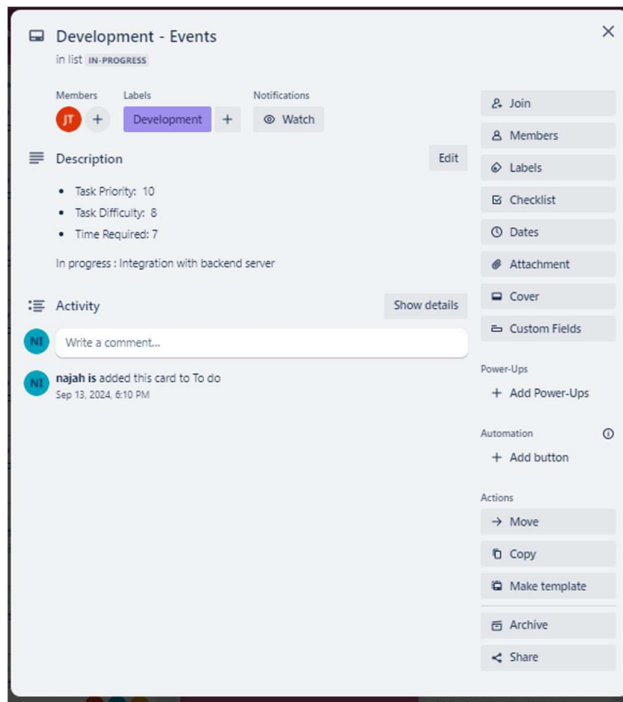 Development - Events
in list IN-PROGRESS
Members Labels Notifications
JT + Development + Watch
Description Edit
• Task Priority: 10
• Task Difficulty: 8
• Time Required: 7
In progress : Integration with backend server
Activity Show details
NI Write a comment...
NI najah is added this card to To do
Sep 13, 2024, 6:10 PM
Join
Members
Labels
Checklist
Dates
Attachment
Cover
Custom Fields
Power-Ups
+ Add Power-Ups
Automation
+ Add button
Actions
Move
Copy
Make template
Archive
Share